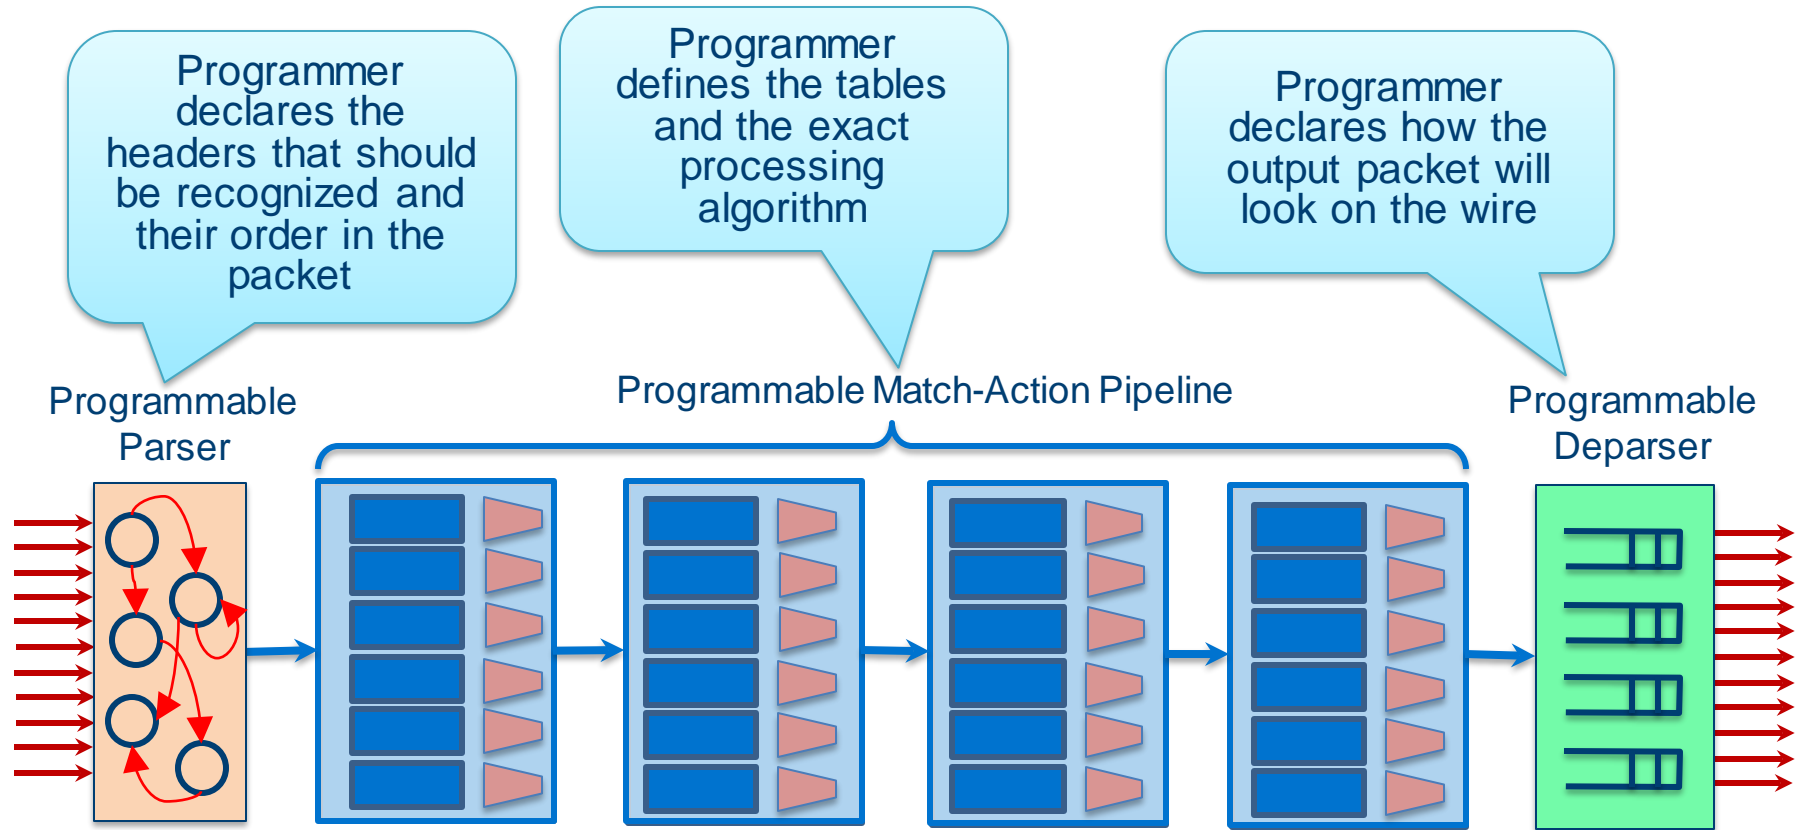 Programmer
declares the
headers that should
be recognized and
their order in the
packet
Programmer
defines the tables
and the exact
processing
algorithm
Programmer
declares how the
output packet will
look on the wire
Programmable
Parser
Programmable Match-Action Pipeline
Programmable
Deparser